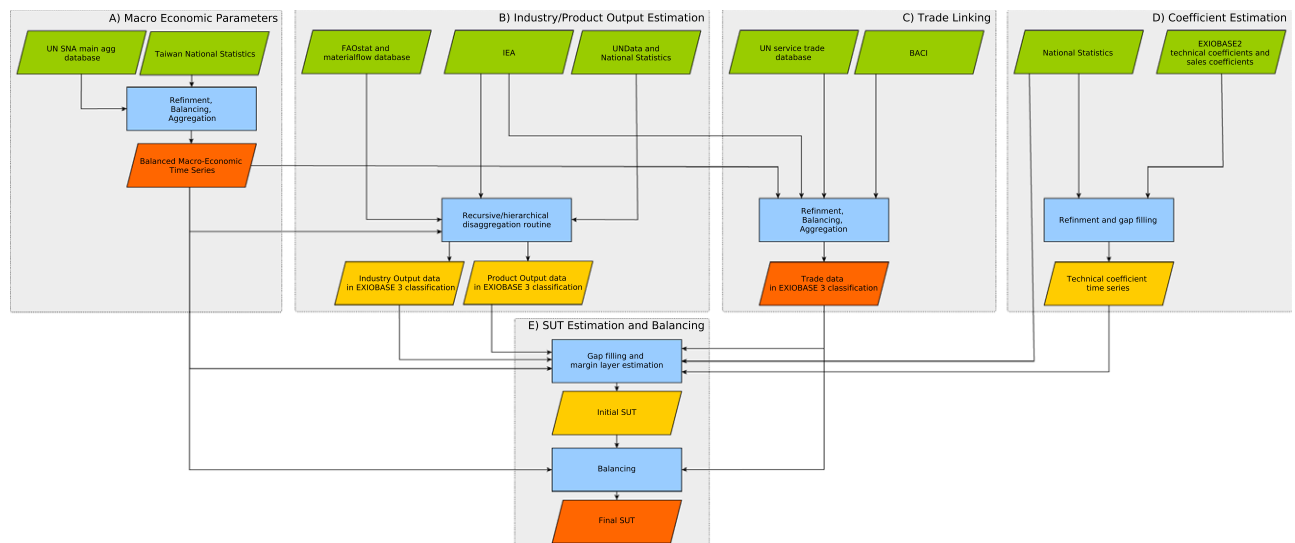 A) Macro Economic Parameters
UN SNA main agg
database
Taiwan National Statistics
Refinment,
Balancing,
Aggregation
Balanced Macro-Economic
Time Series
B) Industry/Product Output Estimation
FAOstat and
materialflow database
IEA
UNData and
National Statistics
Recursive/hierarchical
disaggregation routine
Industry Output data
in EXIOBASE 3 classification
Product Output data
in EXIOBASE 3 classification
C) Trade Linking
UN service trade
database
BACI
Refinment,
Balancing,
Aggregation
Trade data
in EXIOBASE 3 classification
D) Coefficient Estimation
National Statistics
EXIOBASE2
technical coefficients and
sales coefficients
Refinment and gap filling
Technical coefficient
time series
E) SUT Estimation and Balancing
Gap filling and
margin layer estimation
Initial SUT
Balancing
Final SUT